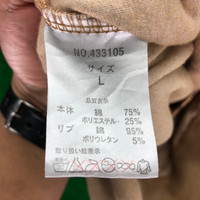 NO.433105
サイズ
L
品質表示
本体 綿 75%
ポリエステル 25%
リブ 綿 95%
ポリウレタン 5%
取り扱い絵表示